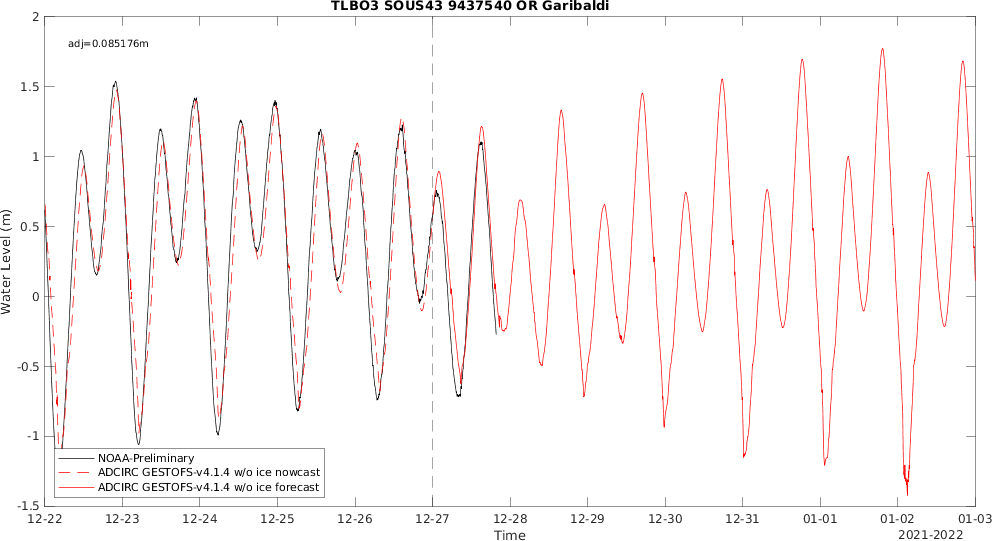 TLBO3 SOUS43 9437540 OR Garibaldi
adj=0.085176m
2
1.5
1
0.5
0
-0.5
-1
-1.5
Water Level (m)
NOAA-Preliminary
ADCIRC GESTOFS-v4.1.4 w/o ice nowcast
ADCIRC GESTOFS-v4.1.4 w/o ice forecast
12-22 12-23 12-24 12-25 12-26 12-27 12-28 12-29 12-30 12-31 01-01 01-02 01-03
Time
2021-2022